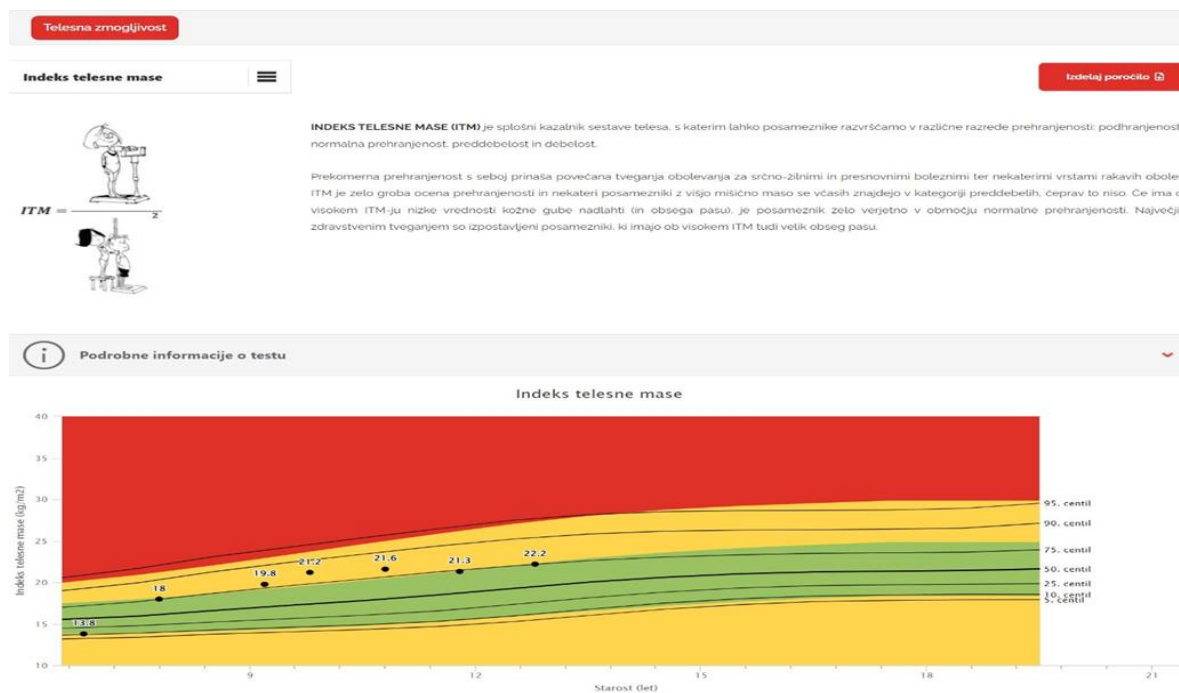 Telesna zmogljivost
Indeks telesne mase
Izdelaj poročilo
INDEKS TELESNE MASE (ITM) je splošni kazalnik sestave telesa, s katerim lahko posameznike razvrščamo v različne razrede prehranjenosti: podhranjenost
normalna prehranjenost, preddebelost in debelost.
Prekomerna prehranjenost s seboj prinaša povečana tveganja obolevanja za srčno-žilnimi in presnovnimi boleznimi ter nekaterimi vrstami rakavih obole
ITM je zelo groba ocena prehranjenosti in nekateri posamezniki z višjo mišično maso se včasih znajdejo v kategoriji preddebelih, čeprav to niso. Če ima
visokem ITM-ju nizke vrednosti kožne gube nadlahti (in obsega pasu), je posameznik zelo verjetno v območju normalne prehranjenosti. Največji
zdravstvenim tveganjem so izpostavljeni posamezniki, ki imajo ob visokem ITM tudi velik obseg pasu.
ITM =
2
Podrobne informacije o testu
Indeks telesne mase
Indeks telesne mase (kg/m2)
40
35
30
25
20
15
10
13.8
18
19.8
21.2
21.6
21.3
22.2
95. centil
90. centil
75. centil
50. centil
25. centil
10. centil
5. centil
9
12
15
18
21
Starost (let)